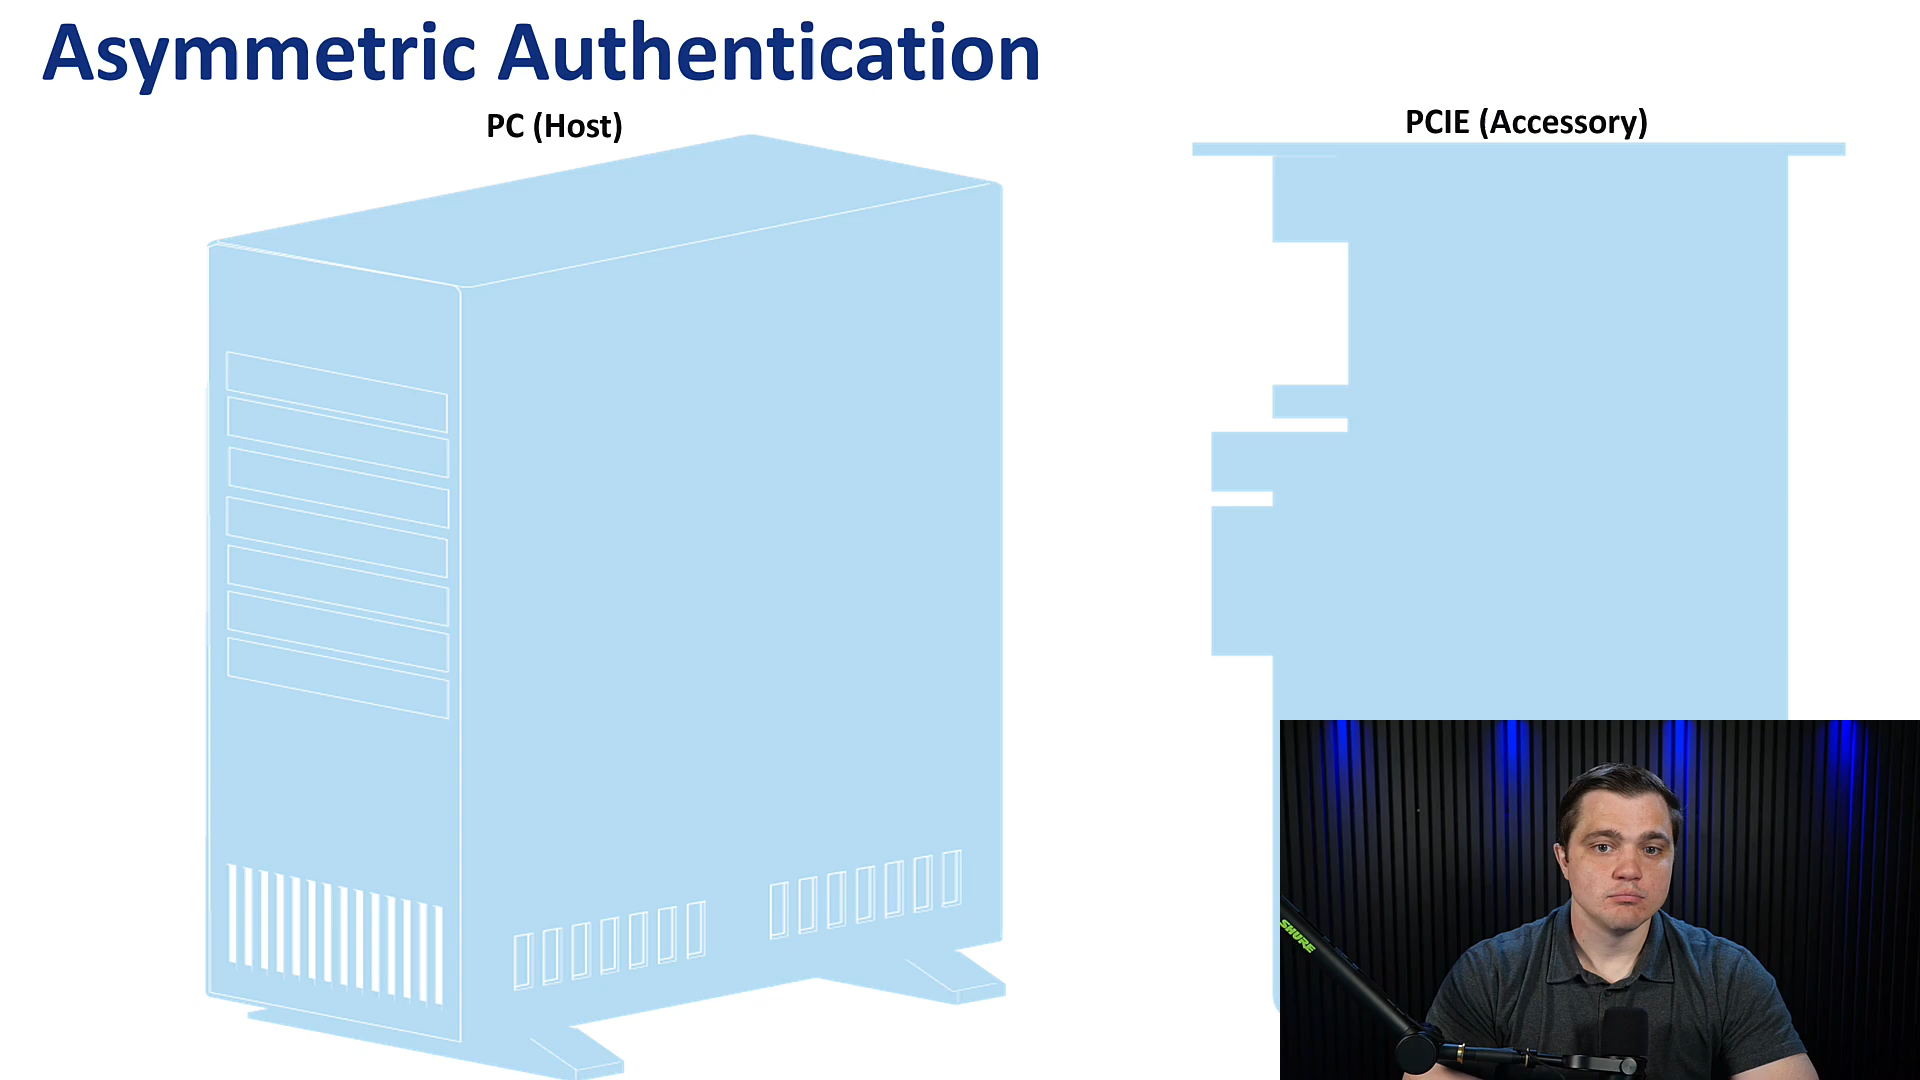 Asymmetric Authentication
PC (Host)
PCIE (Accessory)
SHURE